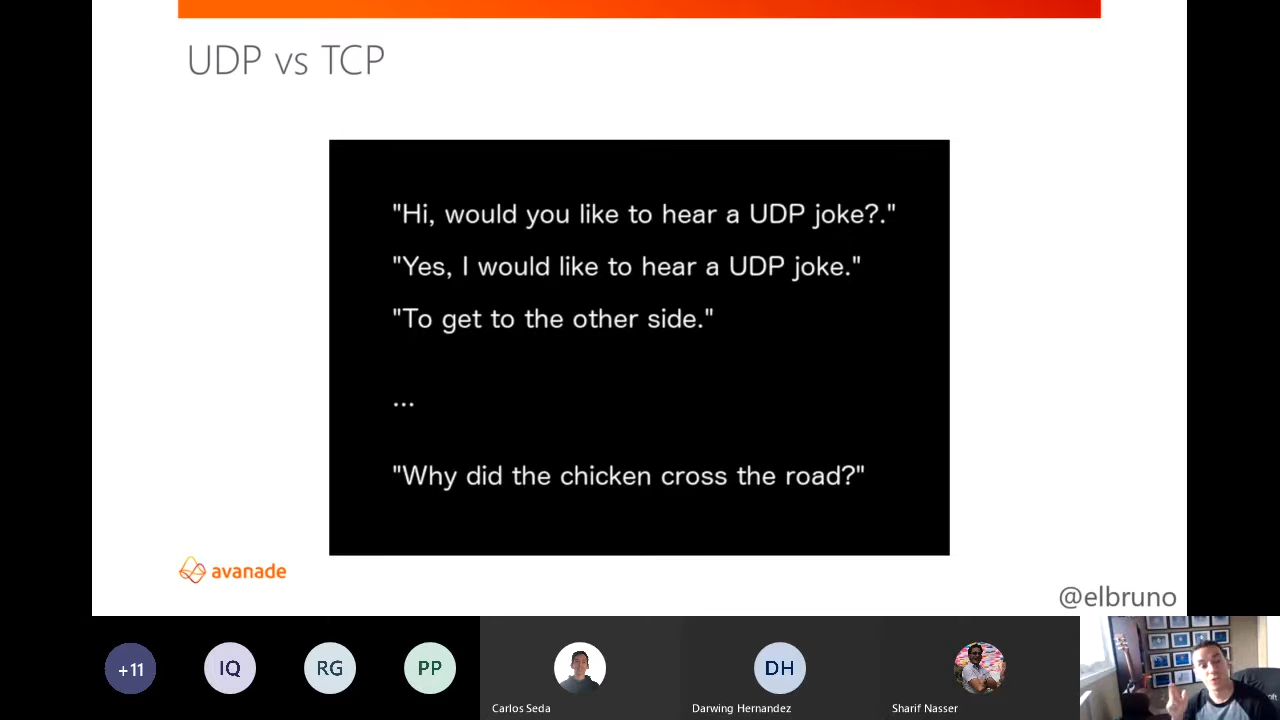 UDP vs TCP
"Hi, would you like to hear a UDP joke?."
"Yes, I would like to hear a UDP joke."
"To get to the other side."
...
"Why did the chicken cross the road?"
avanade
@elbruno
+11
IQ
RG
PP
DH
Carlos Seda
Darwing Hernandez
Sharif Nasser